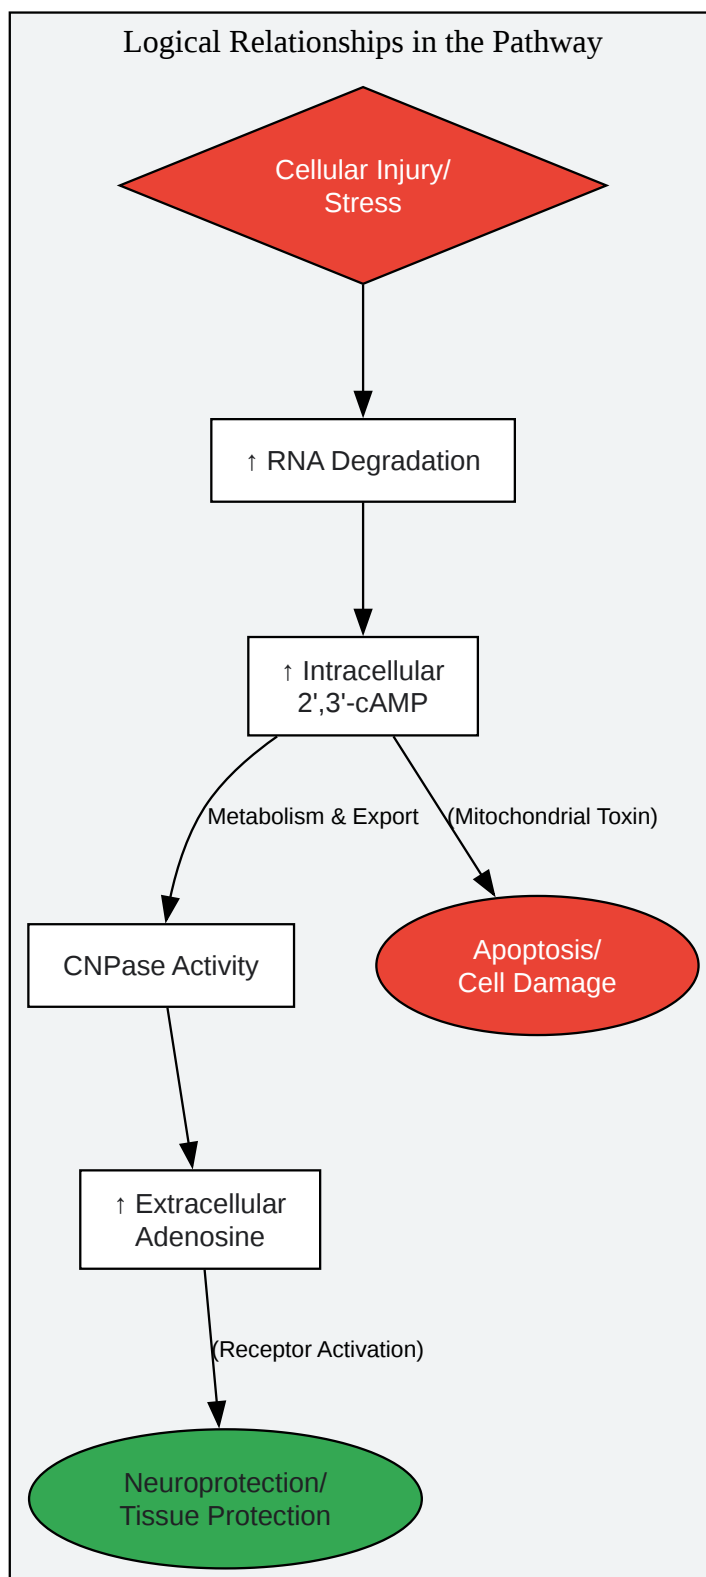 Logical Relationships in the Pathway
Cellular Injury/
Stress
↑ RNA Degradation
↑ Intracellular
2',3'-cAMP
Metabolism & Export
(Mitochondrial Toxin)
CNPase Activity
Apoptosis/
Cell Damage
↑ Extracellular
Adenosine
(Receptor Activation)
Neuroprotection/
Tissue Protection